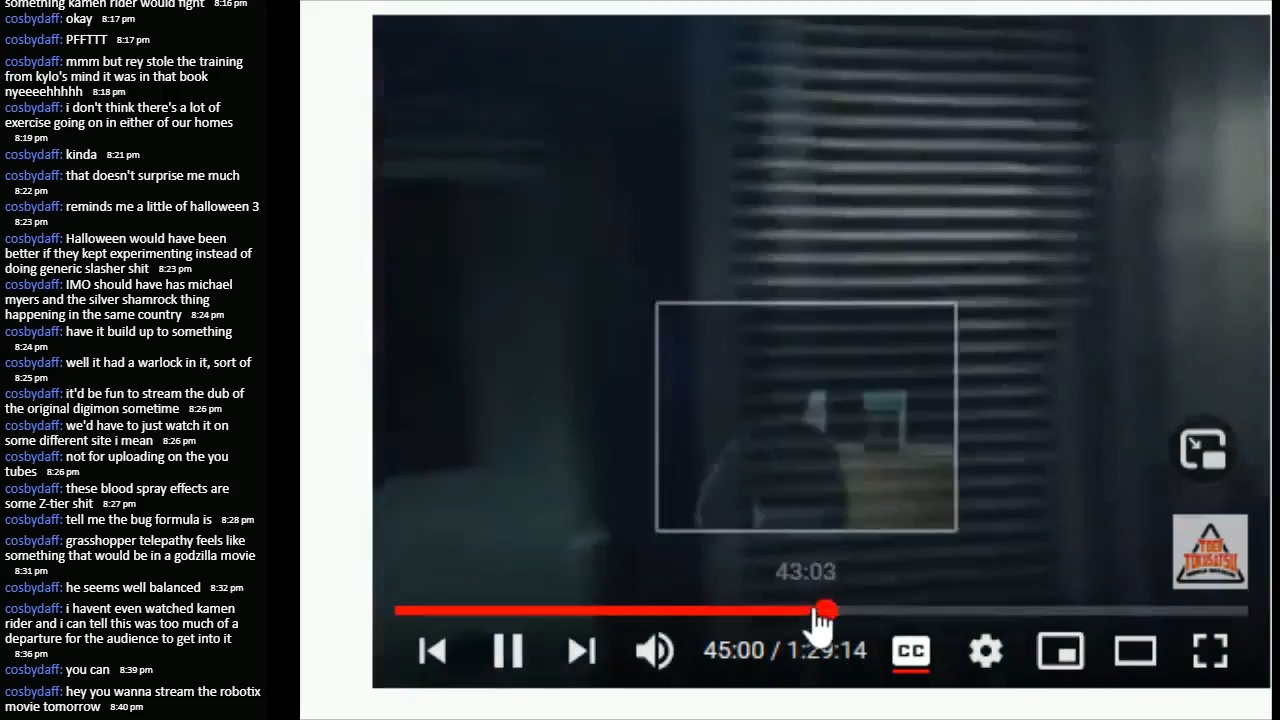 something kamen rider would fight 8:16 pm
cosbydaff: okay 8:17 pm
cosbydaff: PFFTTT 8:17 pm
cosbydaff: mmm but rey stole the training
from kylo's mind it was in that book
nyeeeehhhhh 8:18 pm
cosbydaff: i don't think there's a lot of
exercise going on in either of our homes
8:19 pm
cosbydaff: kinda 8:21 pm
cosbydaff: that doesn't surprise me much
8:22 pm
cosbydaff: reminds me a little of halloween 3
8:23 pm
cosbydaff: Halloween would have been
better if they kept experimenting instead of
doing generic slasher shit 8:23 pm
cosbydaff: IMO should have has michael
myers and the silver shamrock thing
happening in the same country 8:24 pm
cosbydaff: have it build up to something
8:24 pm
cosbydaff: well it had a warlock in it, sort of
8:25 pm
cosbydaff: it'd be fun to stream the dub of
the original digimon sometime 8:26 pm
cosbydaff: we'd have to just watch it on
some different site i mean 8:26 pm
cosbydaff: not for uploading on the you
tubes 8:26 pm
cosbydaff: these blood spray effects are
some Z-tier shit 8:27 pm
cosbydaff: tell me the bug formula is 8:28 pm
cosbydaff: grasshopper telepathy feels like
something that would be in a godzilla movie
8:31 pm
cosbydaff: he seems well balanced 8:32 pm
cosbydaff: i havent even watched kamen
rider and i can tell this was too much of a
departure for the audience to get into it
8:36 pm
cosbydaff: you can 8:39 pm
cosbydaff: hey you wanna stream the robotix
movie tomorrow 8:40 pm
43:03
45:00 / 1:29:14
CC
TOEI
TOKUSATSU